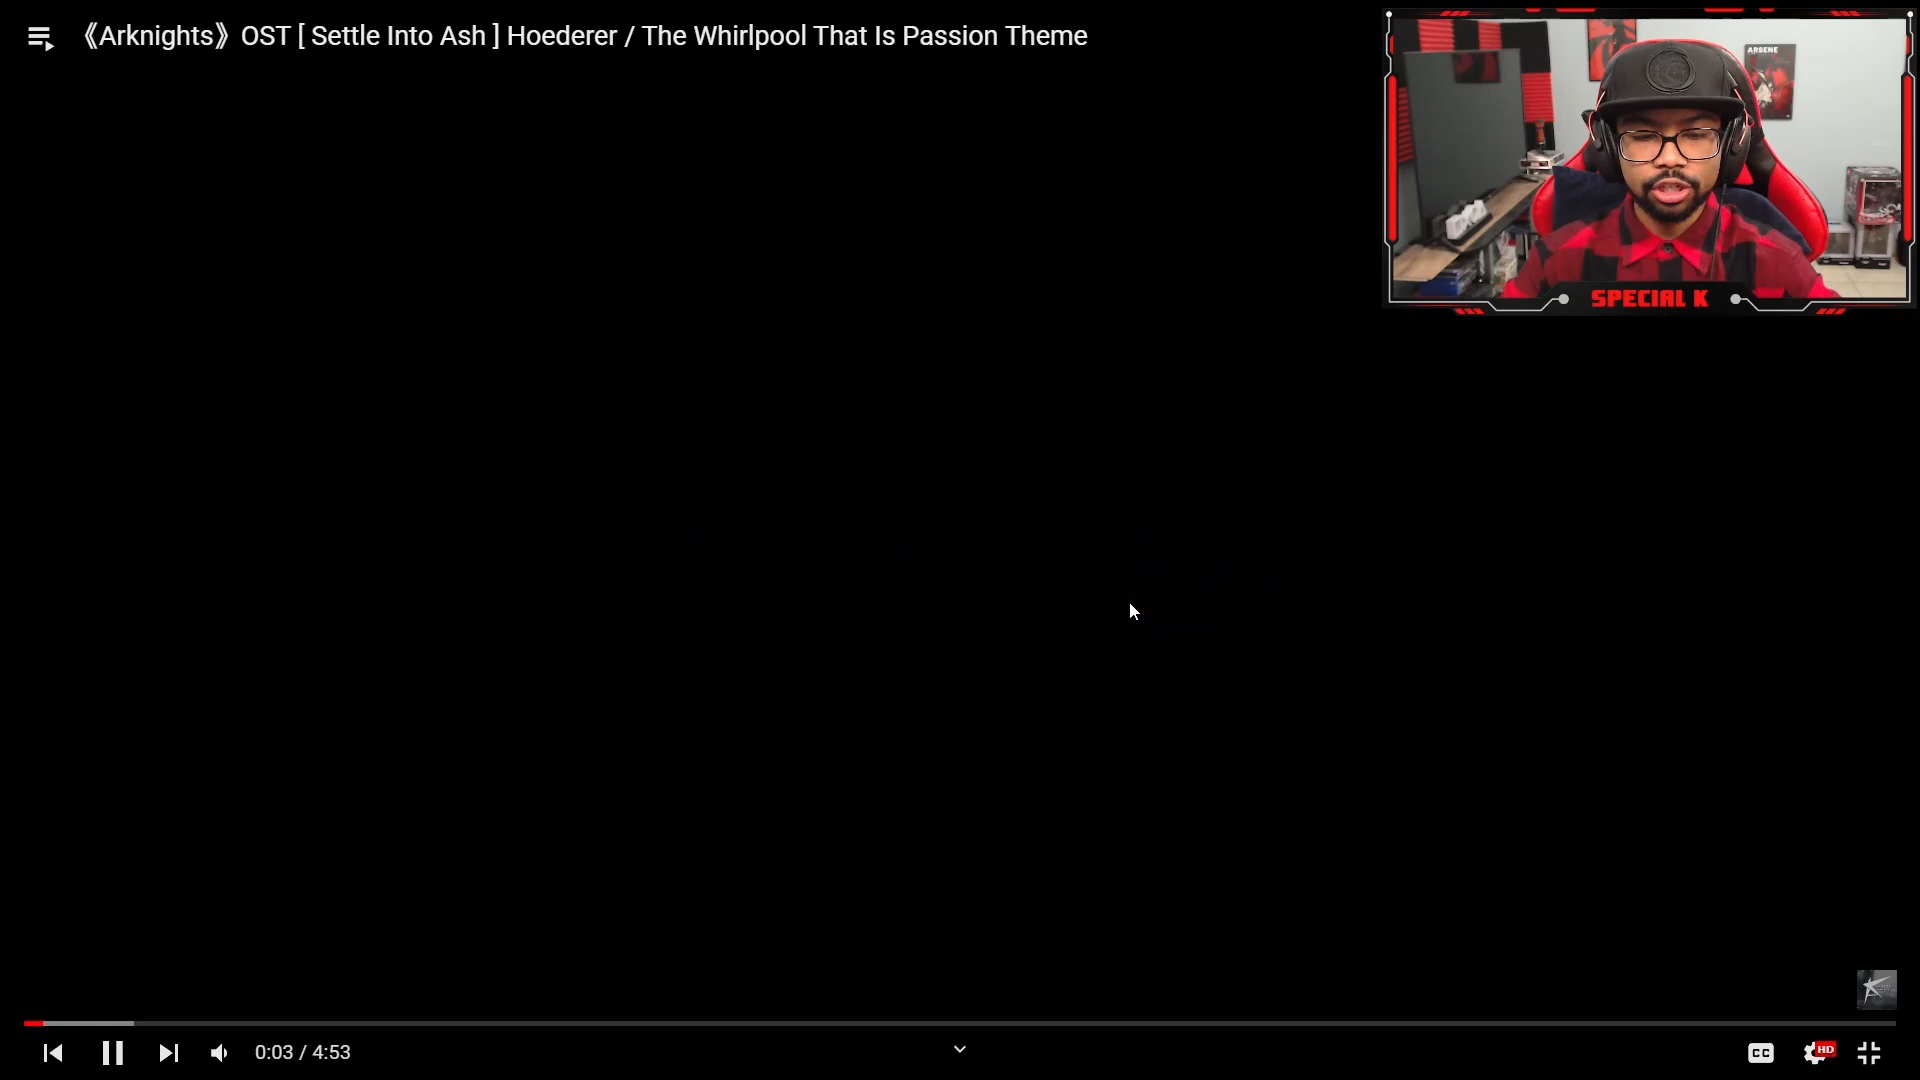 《Arknights》OST [ Settle Into Ash ] Hoederer / The Whirlpool That Is Passion Theme
ARSENE
SPECIAL K
0:03 / 4:53
CC
HD